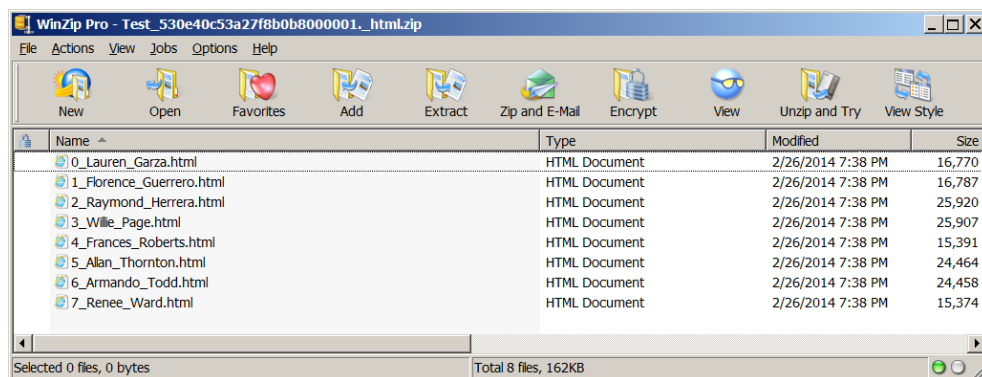 WinZip Pro - Test_530e40c53a27f8b0b8000001._html.zip
File Actions View Jobs Options Help
New Open Favorites Add Extract Zip and E-Mail Encrypt View Unzip and Try View Style
Name Type Modified Size
0_Lauren_Garza.html HTML Document 2/26/2014 7:38 PM 16,770
1_Florence_Guerrero.html HTML Document 2/26/2014 7:38 PM 16,787
2_Raymond_Herrera.html HTML Document 2/26/2014 7:38 PM 25,920
3_Willie_Page.html HTML Document 2/26/2014 7:38 PM 25,907
4_Frances_Roberts.html HTML Document 2/26/2014 7:38 PM 15,391
5_Allan_Thornton.html HTML Document 2/26/2014 7:38 PM 24,464
6_Armando_Todd.html HTML Document 2/26/2014 7:38 PM 24,458
7_Renee_Ward.html HTML Document 2/26/2014 7:38 PM 15,374
Selected 0 files, 0 bytes Total 8 files, 162KB